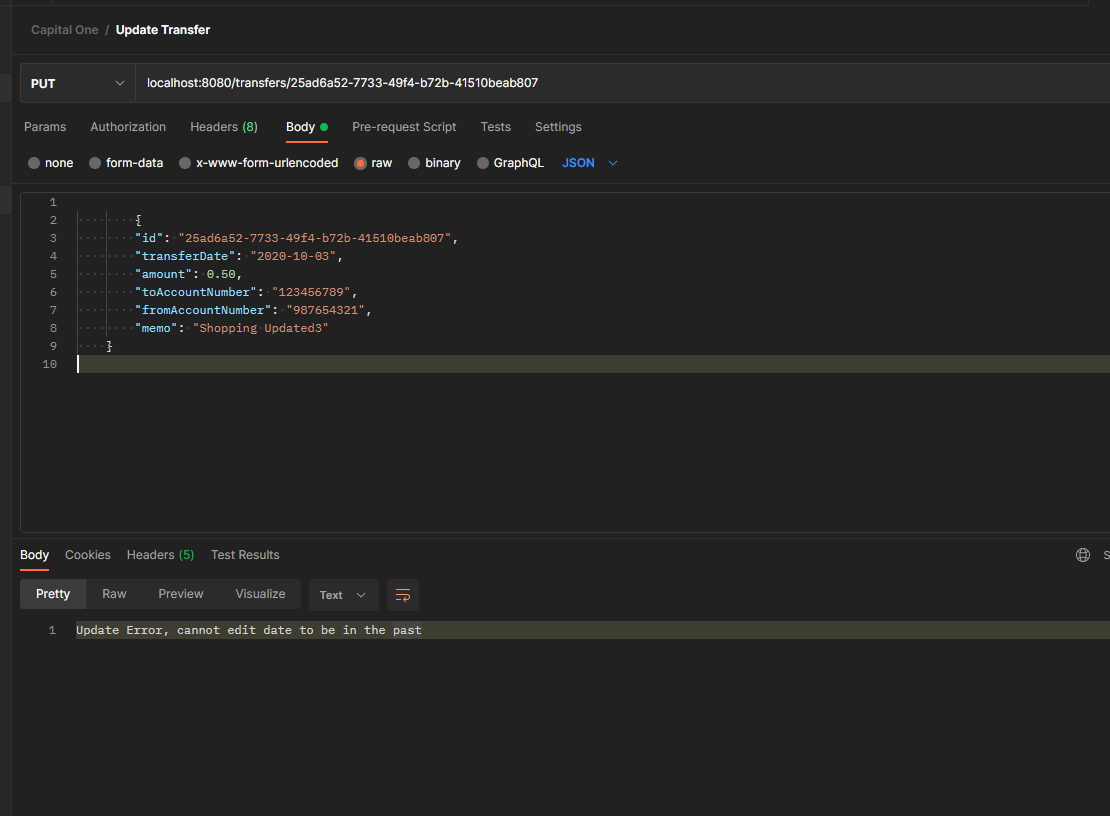 Capital One / Update Transfer
PUT localhost:8080/transfers/25ad6a52-7733-49f4-b72b-41510beab807
Params Authorization Headers (8) Body Pre-request Script Tests Settings
none form-data x-www-form-urlencoded raw binary GraphQL JSON
1
2 {
3 "id": "25ad6a52-7733-49f4-b72b-41510beab807",
4 "transferDate": "2020-10-03",
5 "amount": 0.50,
6 "toAccountNumber": "123456789",
7 "fromAccountNumber": "987654321",
8 "memo": "Shopping Updated3"
9 }
10
Body Cookies Headers (5) Test Results S
Pretty Raw Preview Visualize Text
1 Update Error, cannot edit date to be in the past